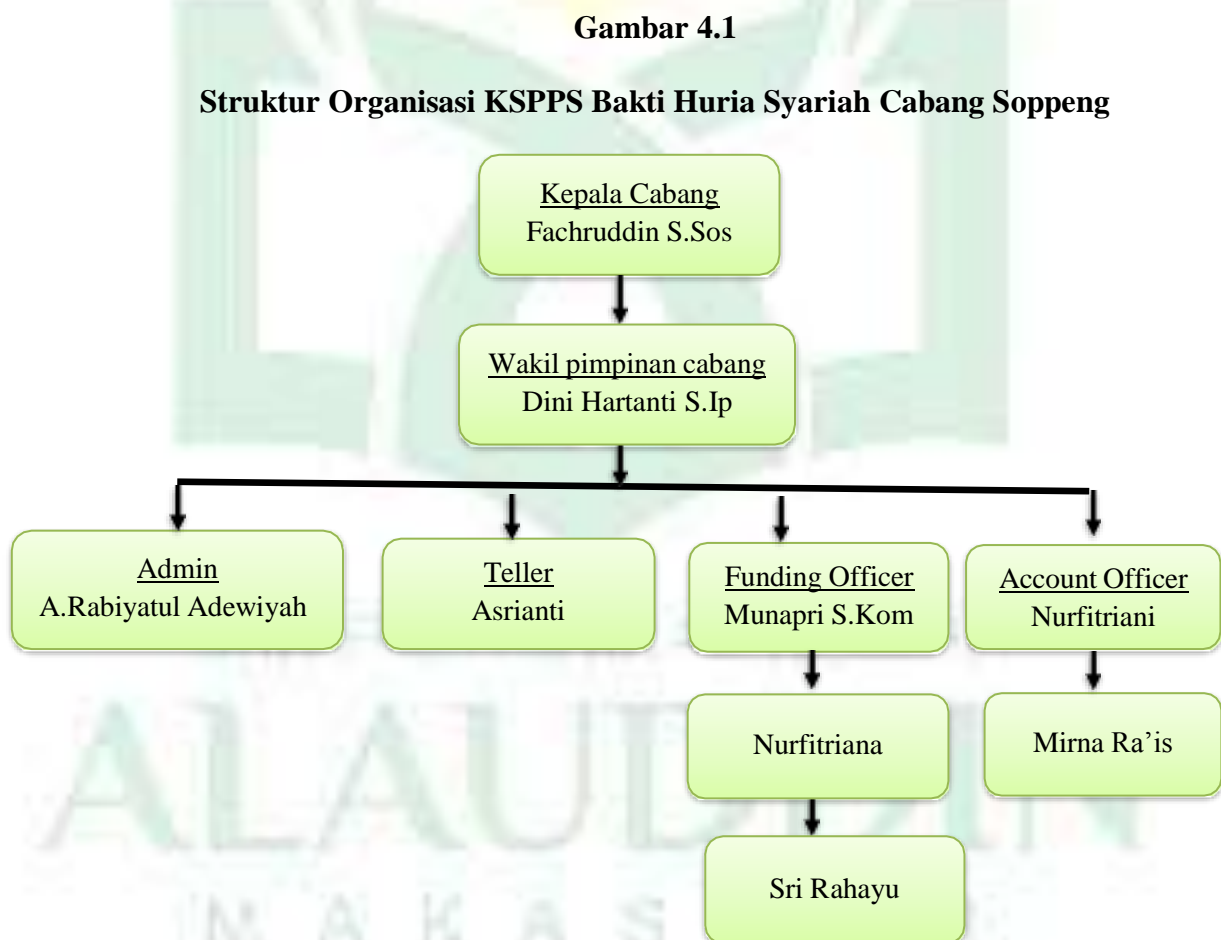 Gambar 4.1
Struktur Organisasi KSPPS Bakti Huria Syariah Cabang Soppeng
Kepala Cabang
Fachruddin S.Sos
Wakil pimpinan cabang
Dini Hartanti S.Ip
Admin
A.Rabiyatul Adewiyah
Teller
Asrianti
Funding Officer
Munapri S.Kom
Account Officer
Nurfitriani
Nurfitriana
Mirna Ra’is
Sri Rahayu
ALAUDDIN
M A K A S